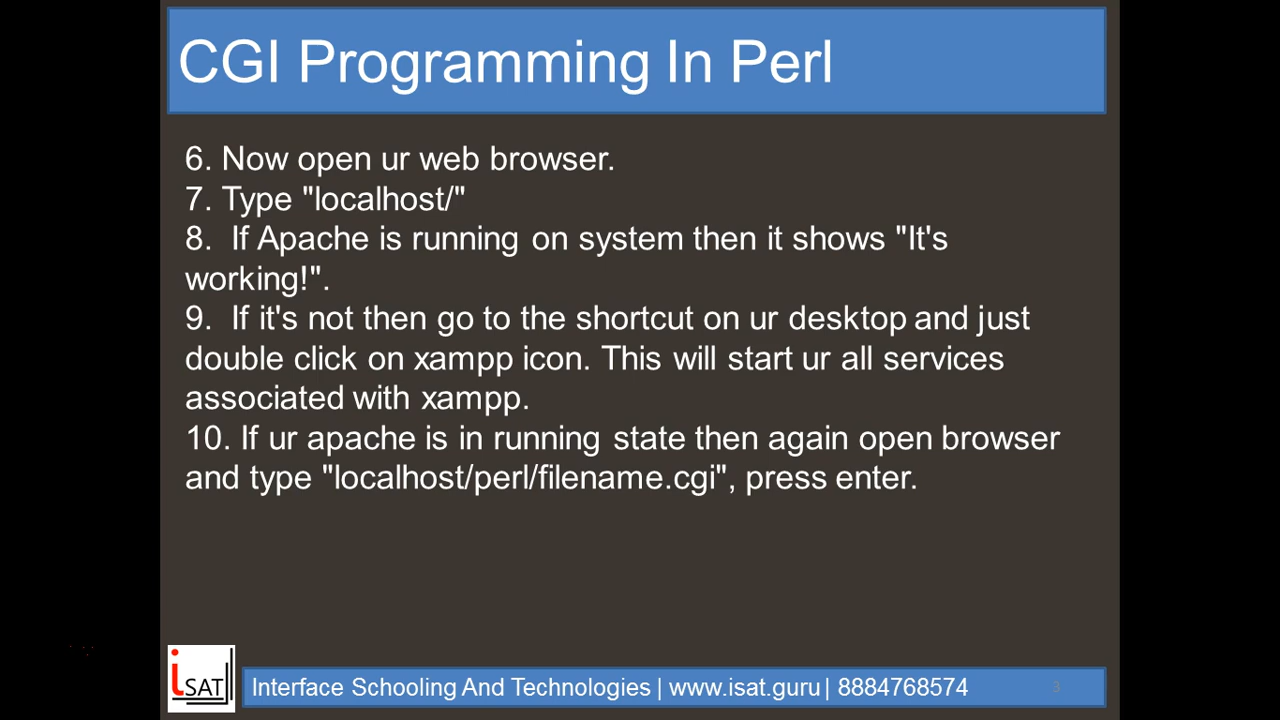 CGI Programming In Perl
6. Now open ur web browser.
7. Type "localhost/"
8.  If Apache is running on system then it shows "It's
working!".
9.  If it's not then go to the shortcut on ur desktop and just
double click on xampp icon. This will start ur all services
associated with xampp.
10. If ur apache is in running state then again open browser
and type "localhost/perl/filename.cgi", press enter.
iSAT
Interface Schooling And Technologies | www.isat.guru | 8884768574
3